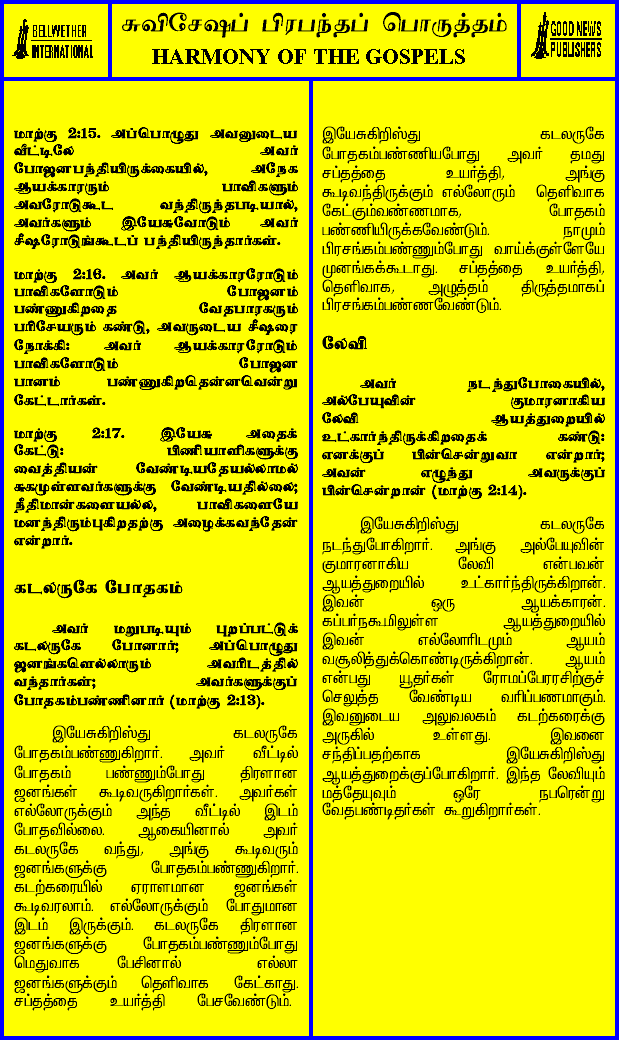 BELLWETHER
INTERNATIONAL
சுவிசேஷப் பிரபந்தப் பொருத்தம்
HARMONY OF THE GOSPELS
GOOD NEWS
PUBLISHERS
மாற்கு 2:15. அப்பொழுது அவனுடைய
வீட்டிலே அவர்
போஜனபந்தியிருக்கையில், அநேக
ஆயக்காரரும் பாவிகளும்
அவரோடுகூட வந்திருந்தபடியால்,
அவர்களும் இயேசுவோடும் அவர்
சீஷரோடுங்கூடப் பந்தியிருந்தார்கள்.
மாற்கு 2:16. அவர் ஆயக்காரரோடும்
பாவிகளோடும் போஜனம்
பண்ணுகிறதை வேதபாரகரும்
பரிசேயரும் கண்டு, அவருடைய சீஷரை
நோக்கி: அவர் ஆயக்காரரோடும்
பாவிகளோடும் போஜன
பானம் பண்ணுகிறதென்னவென்று
கேட்டார்கள்.
மாற்கு 2:17. இயேசு அதைக்
கேட்டு: பிணியாளிகளுக்கு
வைத்தியன் வேண்டியதேயல்லாமல்
சுகமுள்ளவர்களுக்கு வேண்டியதில்லை;
நீதிமான்களையல்ல, பாவிகளையே
மனந்திரும்புகிறதற்கு அழைக்கவந்தேன்
என்றார்.
கடலருகே போதகம்
அவர் மறுபடியும் புறப்பட்டுக்
கடலருகே போனார்; அப்பொழுது
ஜனங்களெல்லாரும் அவரிடத்தில்
வந்தார்கள்; அவர்களுக்குப்
போதகம்பண்ணினார் (மாற்கு 2:13).
இயேசுகிறிஸ்து கடலருகே
போதகம்பண்ணுகிறார். அவர் வீட்டில்
போதகம் பண்ணும்போது திரளான
ஜனங்கள் கூடிவருகிறார்கள். அவர்கள்
எல்லோருக்கும் அந்த வீட்டில் இடம்
போதவில்லை. ஆகையினால் அவர்
கடலருகே வந்து, அங்கு கூடிவரும்
ஜனங்களுக்கு போதகம்பண்ணுகிறார்.
கடற்கரையில் ஏராளமான ஜனங்கள்
கூடிவரலாம். எல்லோருக்கும் போதுமான
இடம் இருக்கும். கடலருகே திரளான
ஜனங்களுக்கு போதகம்பண்ணும்போது
மெதுவாக பேசினால் எல்லா
ஜனங்களுக்கும் தெளிவாக கேட்காது.
சப்தத்தை உயர்த்தி பேசவேண்டும்.
இயேசுகிறிஸ்து கடலருகே
போதகம்பண்ணியபோது அவர் தமது
சப்தத்தை உயர்த்தி, அங்கு
கூடிவந்திருக்கும் எல்லோரும் தெளிவாக
கேட்கும்வண்ணமாக, போதகம்
பண்ணியிருக்கவேண்டும். நாமும்
பிரசங்கம்பண்ணும்போது வாய்க்குள்ளேயே
முனங்கக்கூடாது. சப்தத்தை உயர்த்தி,
தெளிவாக, அழுத்தம் திருத்தமாகப்
பிரசங்கம்பண்ணவேண்டும்.
லேவி
அவர் நடந்துபோகையில்,
அல்பேயுவின் குமாரனாகிய
லேவி ஆயத்துறையில்
உட்கார்ந்திருக்கிறதைக் கண்டு:
எனக்குப் பின்சென்றுவா என்றார்;
அவன் எழுந்து அவருக்குப்
பின்சென்றான் (மாற்கு 2:14).
இயேசுகிறிஸ்து கடலருகே
நடந்துபோகிறார். அங்கு அல்பேயுவின்
குமாரனாகிய லேவி என்பவன்
ஆயத்துறையில் உட்கார்ந்திருக்கிறான்.
இவன் ஒரு ஆயக்காரன்.
கப்பர்நகூமிலுள்ள ஆயத்துறையில்
இவன் எல்லோரிடமும் ஆயம்
வசூலித்துக்கொண்டிருக்கிறான். ஆயம்
என்பது யூதர்கள் ரோமப்பேரரசிற்குச்
செலுத்த வேண்டிய வரிப்பணமாகும்.
இவனுடைய அலுவலகம் கடற்கரைக்கு
அருகில் உள்ளது. இவனை
சந்திப்பதற்காக இயேசுகிறிஸ்து
ஆயத்துறைக்குப்போகிறார். இந்த லேவியும்
மத்தேயுவும் ஒரே நபரென்று
வேதபண்டிதர்கள் கூறுகிறார்கள்.